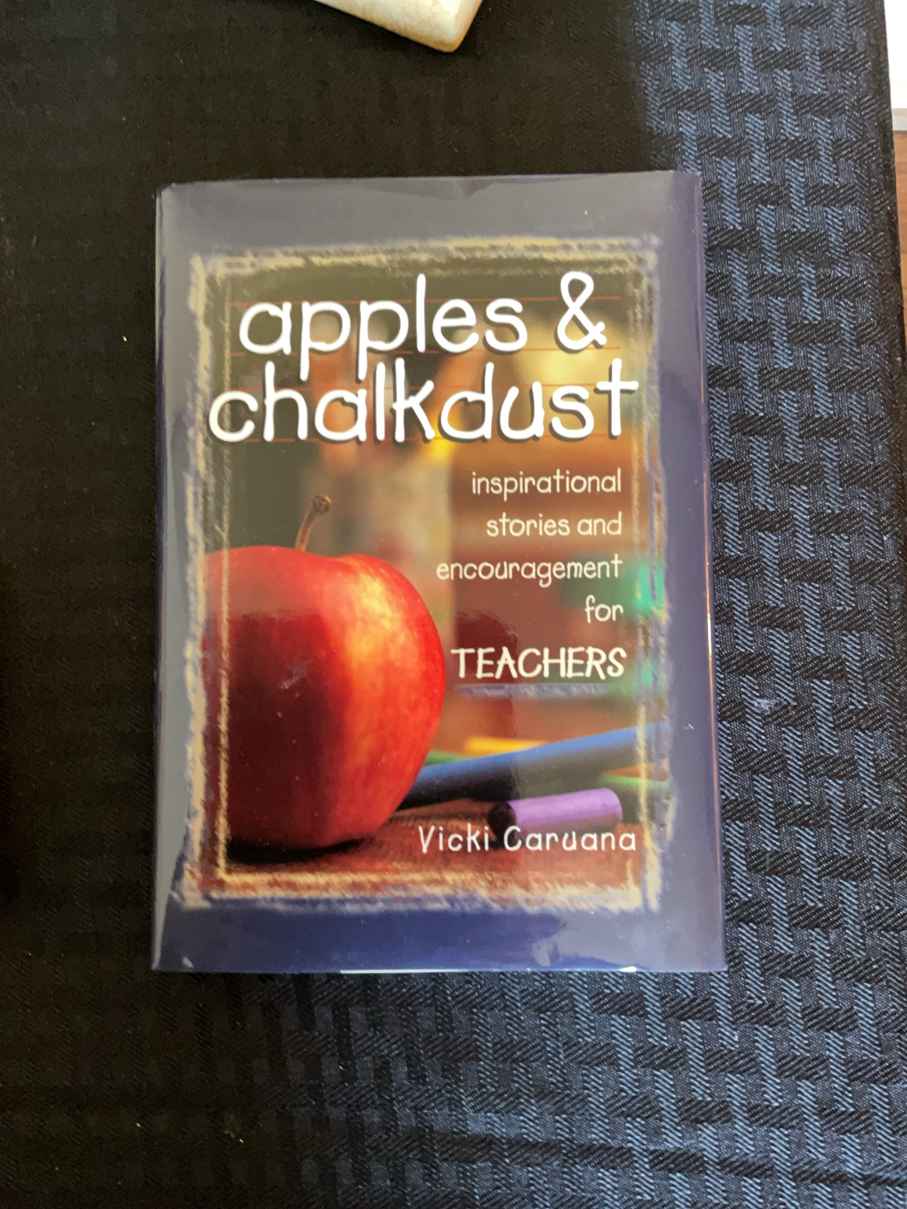 apples &
chalkdust
inspirational
stories and
encouragement
for
TEACHERS
Vicki Caruana